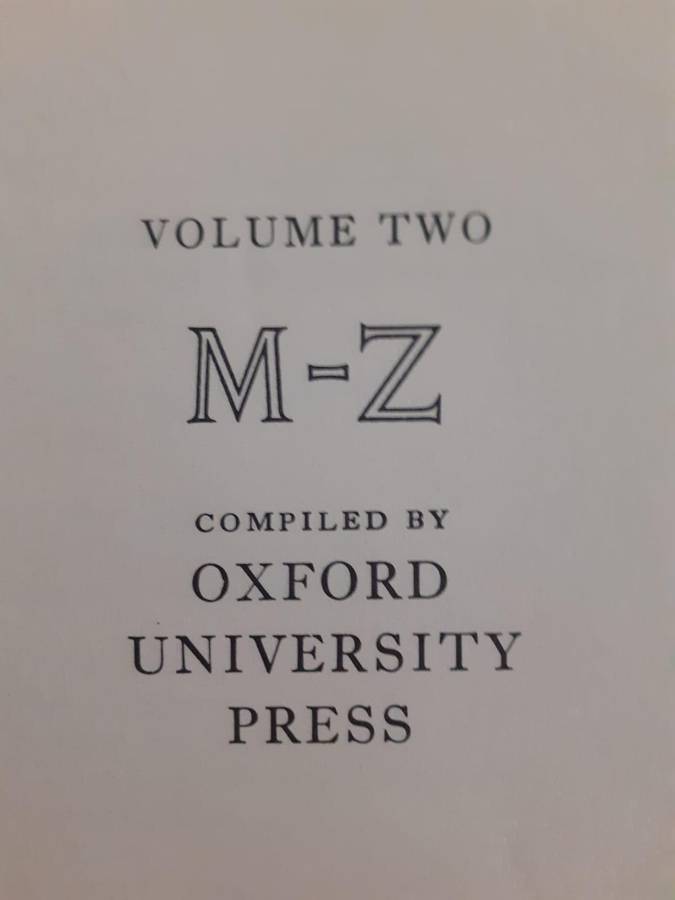 VOLUME TWO
M-Z
COMPILED BY
OXFORD
UNIVERSITY
PRESS